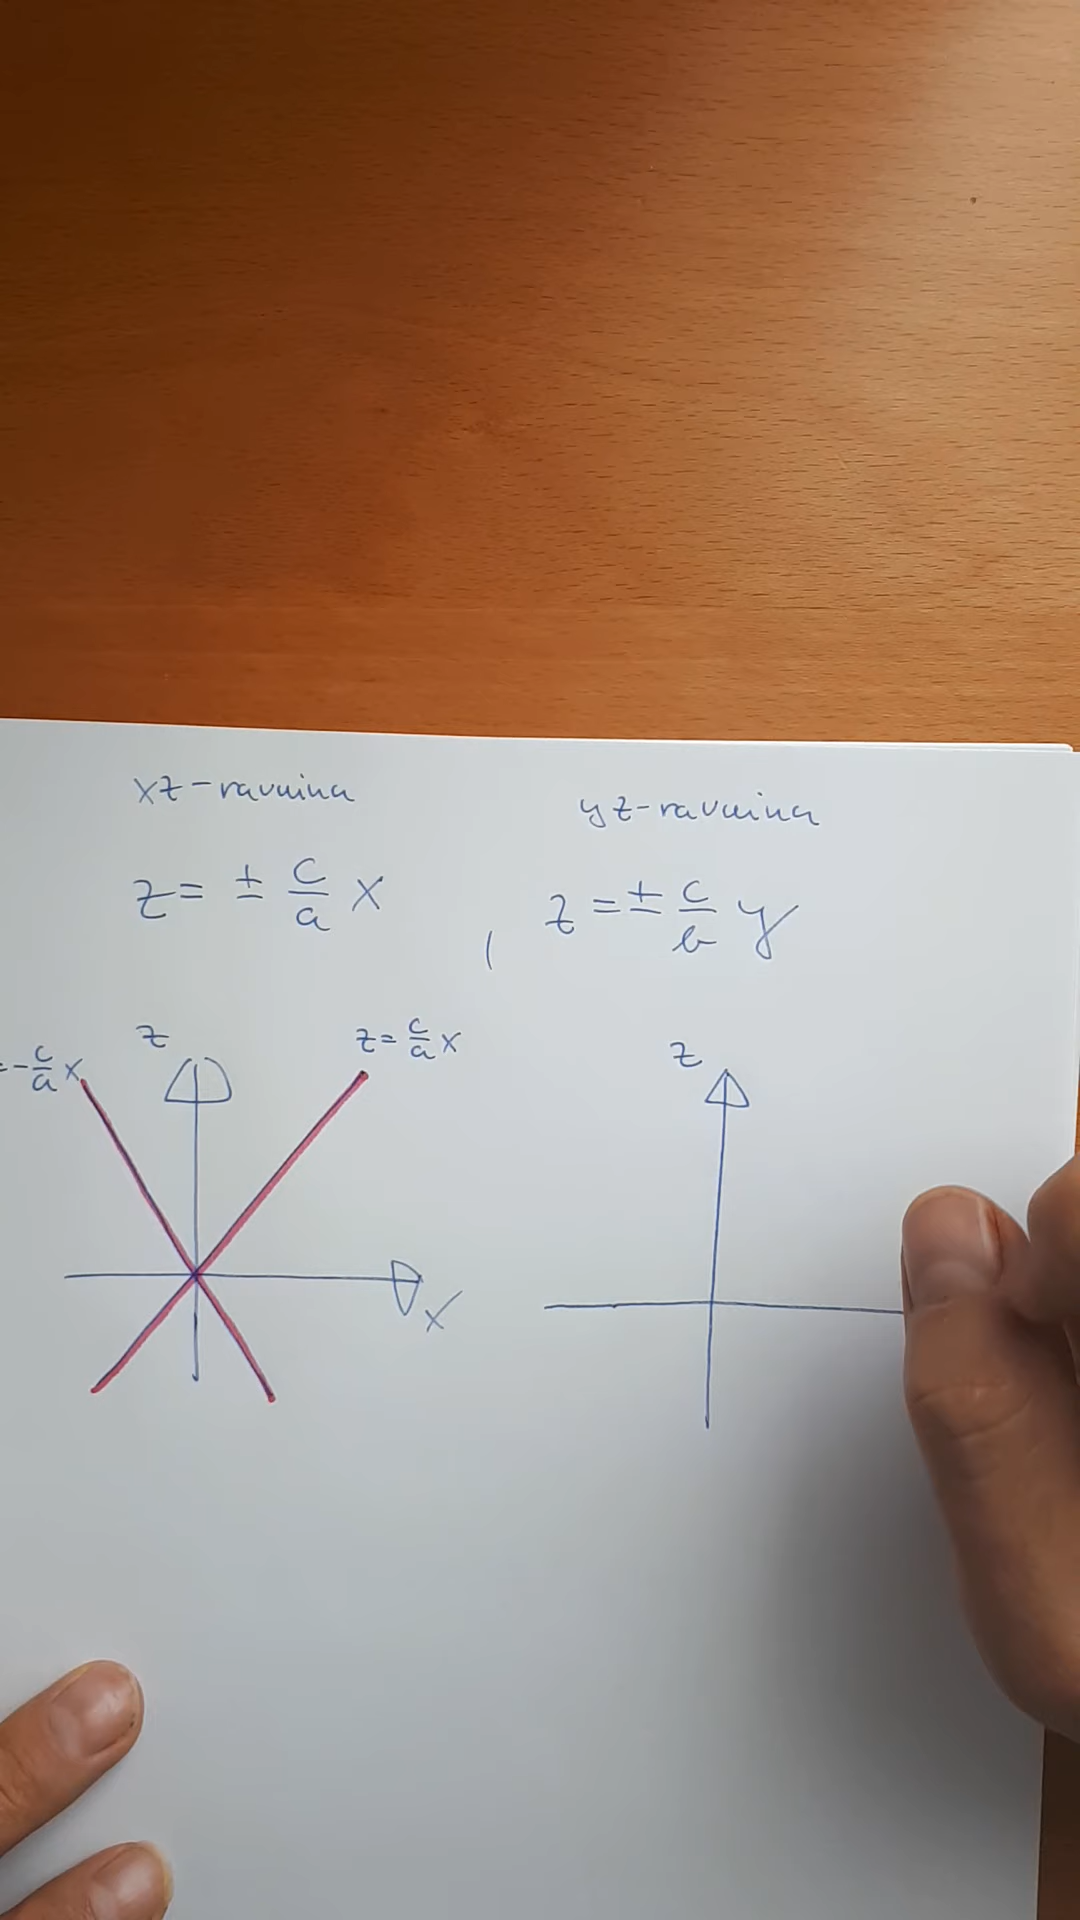 xz-ravnina
yz-ravnina
z = ± c/a x , z = ± c/b y
= - c/a x
z
z = c/a x
x
z